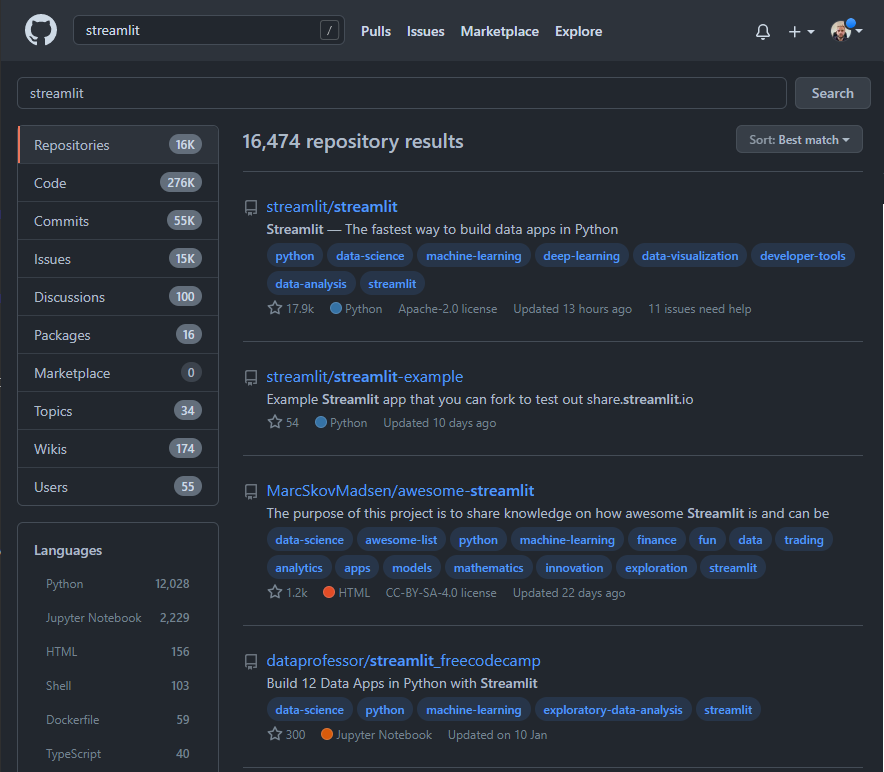 streamlit /
Pulls Issues Marketplace Explore
streamlit
Search
Repositories 16K
Code 276K
Commits 55K
Issues 15K
Discussions 100
Packages 16
Marketplace 0
Topics 34
Wikis 174
Users 55
Languages
Python 12,028
Jupyter Notebook 2,229
HTML 156
Shell 103
Dockerfile 59
TypeScript 40
16,474 repository results
Sort: Best match
streamlit/streamlit
Streamlit — The fastest way to build data apps in Python
python data-science machine-learning deep-learning data-visualization developer-tools
data-analysis streamlit
17.9k Python Apache-2.0 license Updated 13 hours ago 11 issues need help
streamlit/streamlit-example
Example Streamlit app that you can fork to test out share.streamlit.io
54 Python Updated 10 days ago
MarcSkovMadsen/awesome-streamlit
The purpose of this project is to share knowledge on how awesome Streamlit is and can be
data-science awesome-list python machine-learning finance fun data trading
analytics apps models mathematics innovation exploration streamlit
1.2k HTML CC-BY-SA-4.0 license Updated 22 days ago
dataprofessor/streamlit_freecodecamp
Build 12 Data Apps in Python with Streamlit
data-science python machine-learning exploratory-data-analysis streamlit
300 Jupyter Notebook Updated on 10 Jan